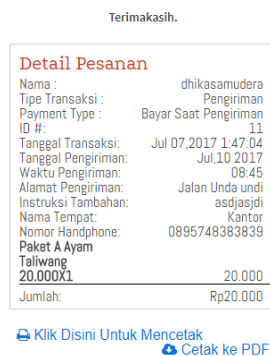 Terimakasih.
Detail Pesanan
Nama : dhikasamudera
Tipe Transaksi : Pengiriman
Payment Type : Bayar Saat Pengiriman
ID #: 11
Tanggal Transaksi: Jul 07,2017 1:47:04
Tanggal Pengiriman: Jul,10 2017
Waktu Pengiriman: 08:45
Alamat Pengiriman: Jalan Unda undi
Instruksi Tambahan: asdjasjdi
Nama Tempat: Kantor
Nomor Handphone: 0895748383839
Paket A Ayam
Taliwang
20.000X1 20.000
Jumlah: Rp20.000
Klik Disini Untuk Mencetak
Cetak ke PDF